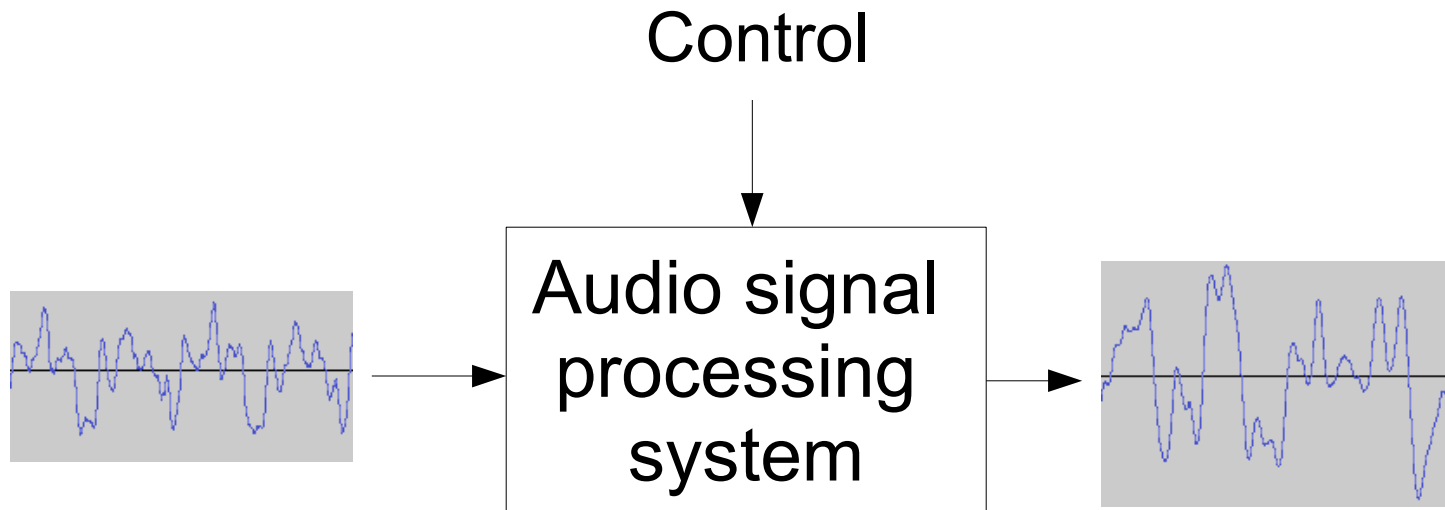 Control
Audio signal
processing
system